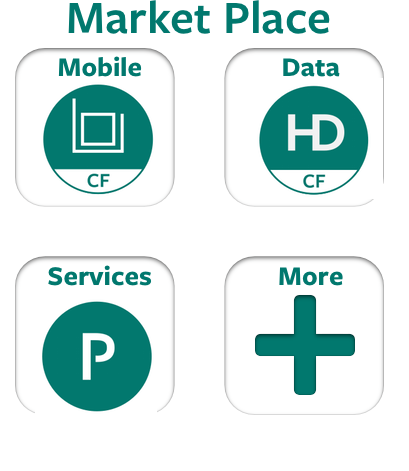 Market Place
Mobile
Data
CF
HD
CF
Services
More
P